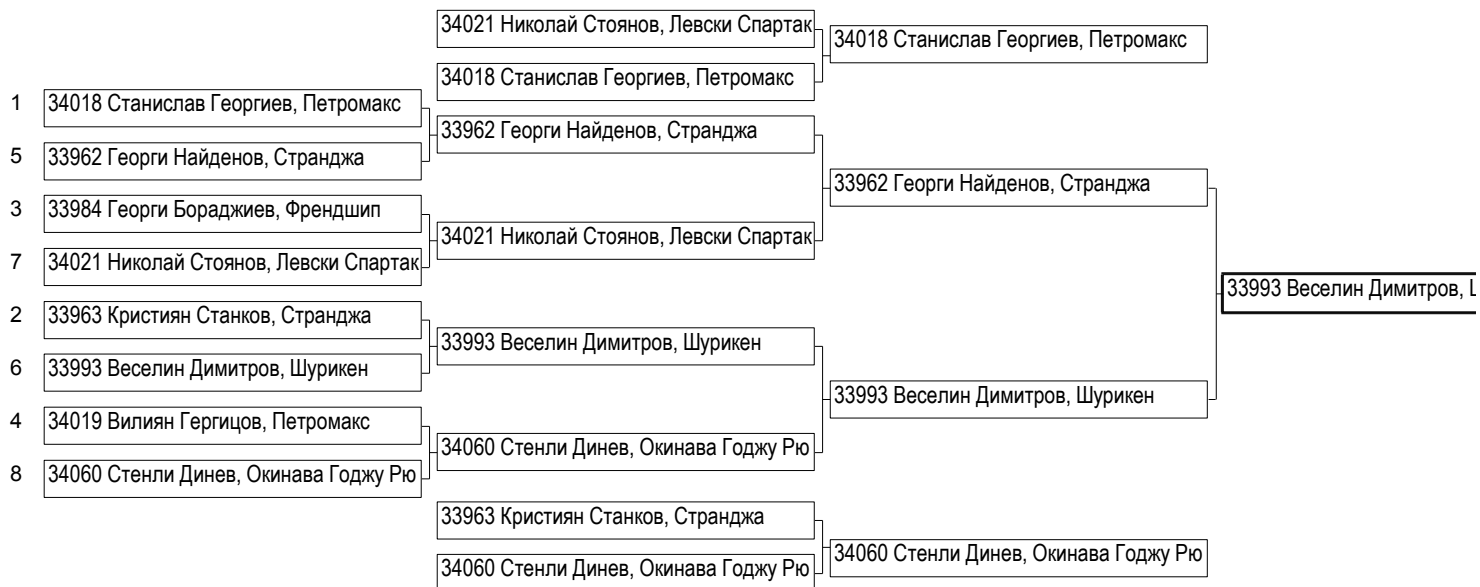 34021 Николай Стоянов, Левски Спартак
34018 Станислав Георгиев, Петромакс
34018 Станислав Георгиев, Петромакс
1 34018 Станислав Георгиев, Петромакс
33962 Георги Найденов, Странджа
5 33962 Георги Найденов, Странджа
33962 Георги Найденов, Странджа
3 33984 Георги Бораджиев, Френдшип
34021 Николай Стоянов, Левски Спартак
7 34021 Николай Стоянов, Левски Спартак
33993 Веселин Димитров,
2 33963 Кристиян Станков, Странджа
33993 Веселин Димитров, Шурикен
6 33993 Веселин Димитров, Шурикен
33993 Веселин Димитров, Шурикен
4 34019 Вилиян Гергицов, Петромакс
34060 Стенли Динев, Окинава Годжу Рю
8 34060 Стенли Динев, Окинава Годжу Рю
33963 Кристиян Станков, Странджа
34060 Стенли Динев, Окинава Годжу Рю
34060 Стенли Динев, Окинава Годжу Рю